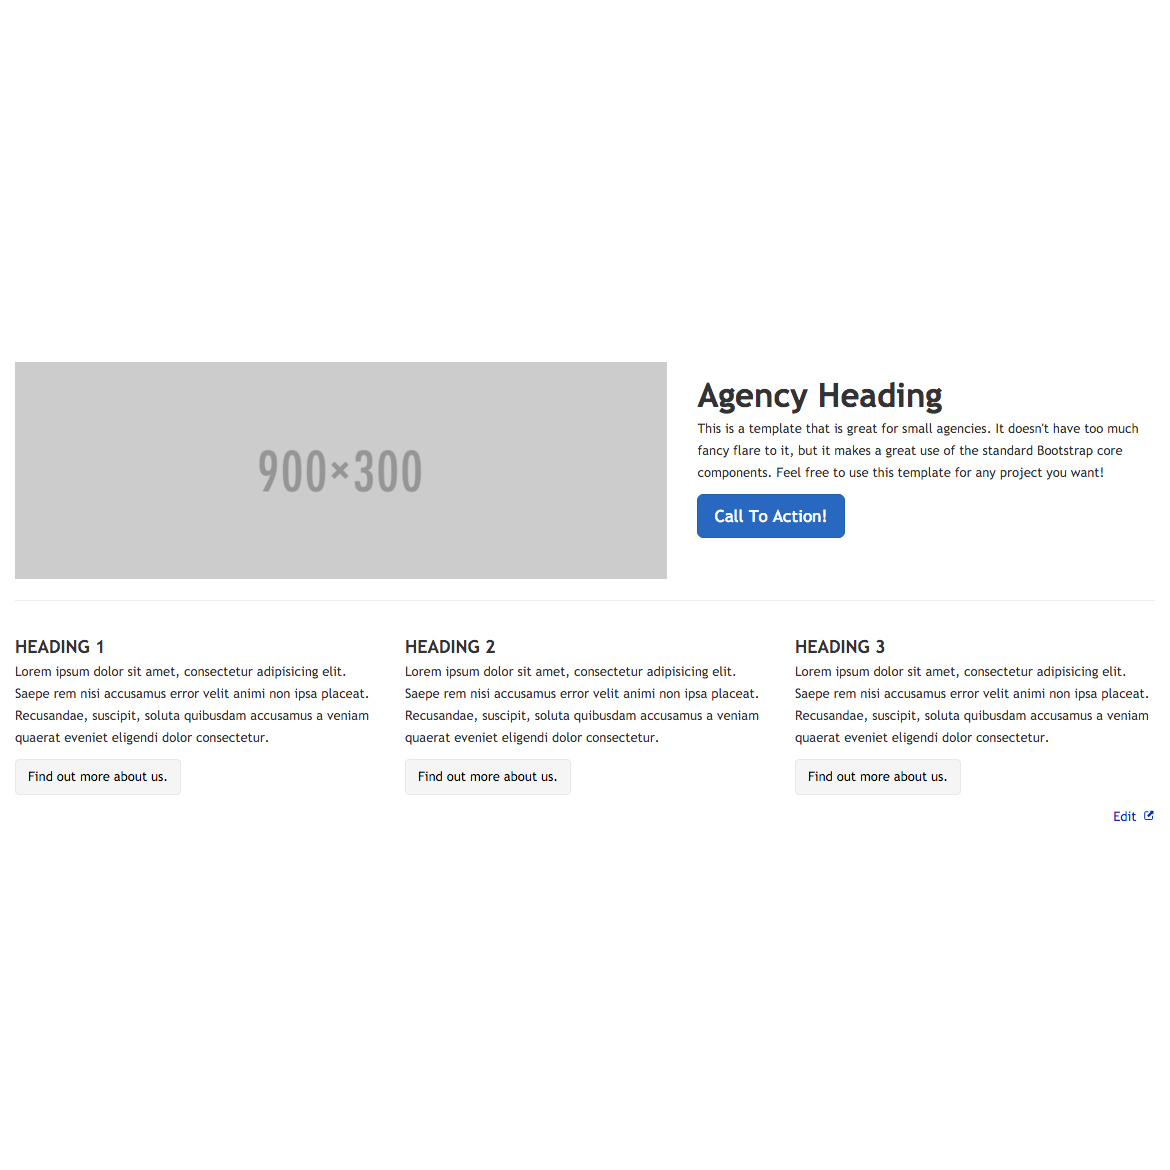 900×300
Agency Heading
This is a template that is great for small agencies. It doesn't have too much
fancy flare to it, but it makes a great use of the standard Bootstrap core
components. Feel free to use this template for any project you want!
Call To Action!
HEADING 1
Lorem ipsum dolor sit amet, consectetur adipisicing elit.
Saepe rem nisi accusamus error velit animi non ipsa placeat.
Recusandae, suscipit, soluta quibusdam accusamus a veniam
quaerat eveniet eligendi dolor consectetur.
Find out more about us.
HEADING 2
Lorem ipsum dolor sit amet, consectetur adipisicing elit.
Saepe rem nisi accusamus error velit animi non ipsa placeat.
Recusandae, suscipit, soluta quibusdam accusamus a veniam
quaerat eveniet eligendi dolor consectetur.
Find out more about us.
HEADING 3
Lorem ipsum dolor sit amet, consectetur adipisicing elit.
Saepe rem nisi accusamus error velit animi non ipsa placeat.
Recusandae, suscipit, soluta quibusdam accusamus a veniam
quaerat eveniet eligendi dolor consectetur.
Find out more about us.
Edit